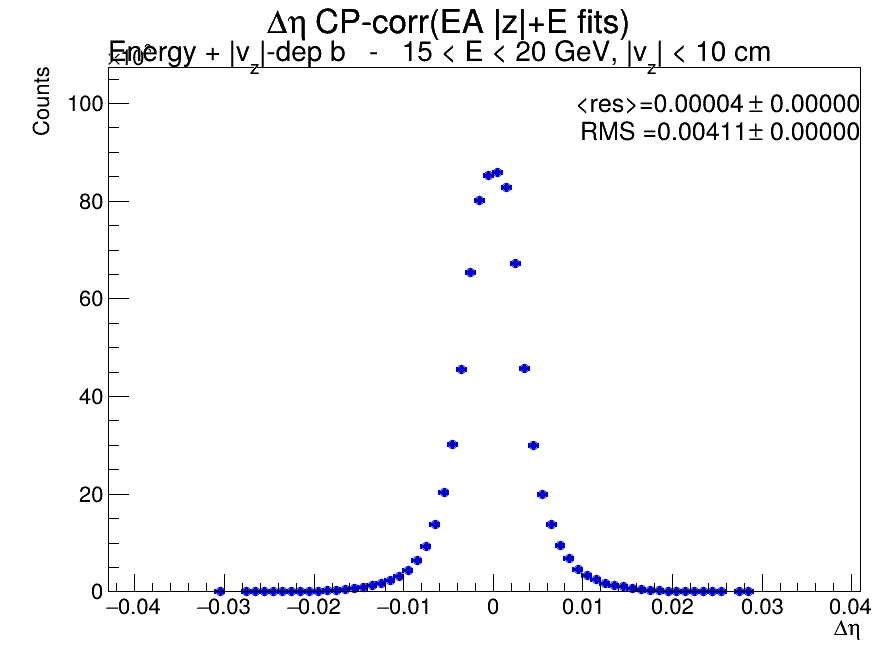 Δη CP-corr(EA |z|+E fits)
Energy + |v_z|-dep b - 15 < E < 20 GeV, |v_z| < 10 cm
Counts
<res>=0.00004± 0.00000
RMS =0.00411± 0.00000
100
80
60
40
20
0
−0.04 −0.03 −0.02 −0.01 0 0.01 0.02 0.03 0.04
Δη